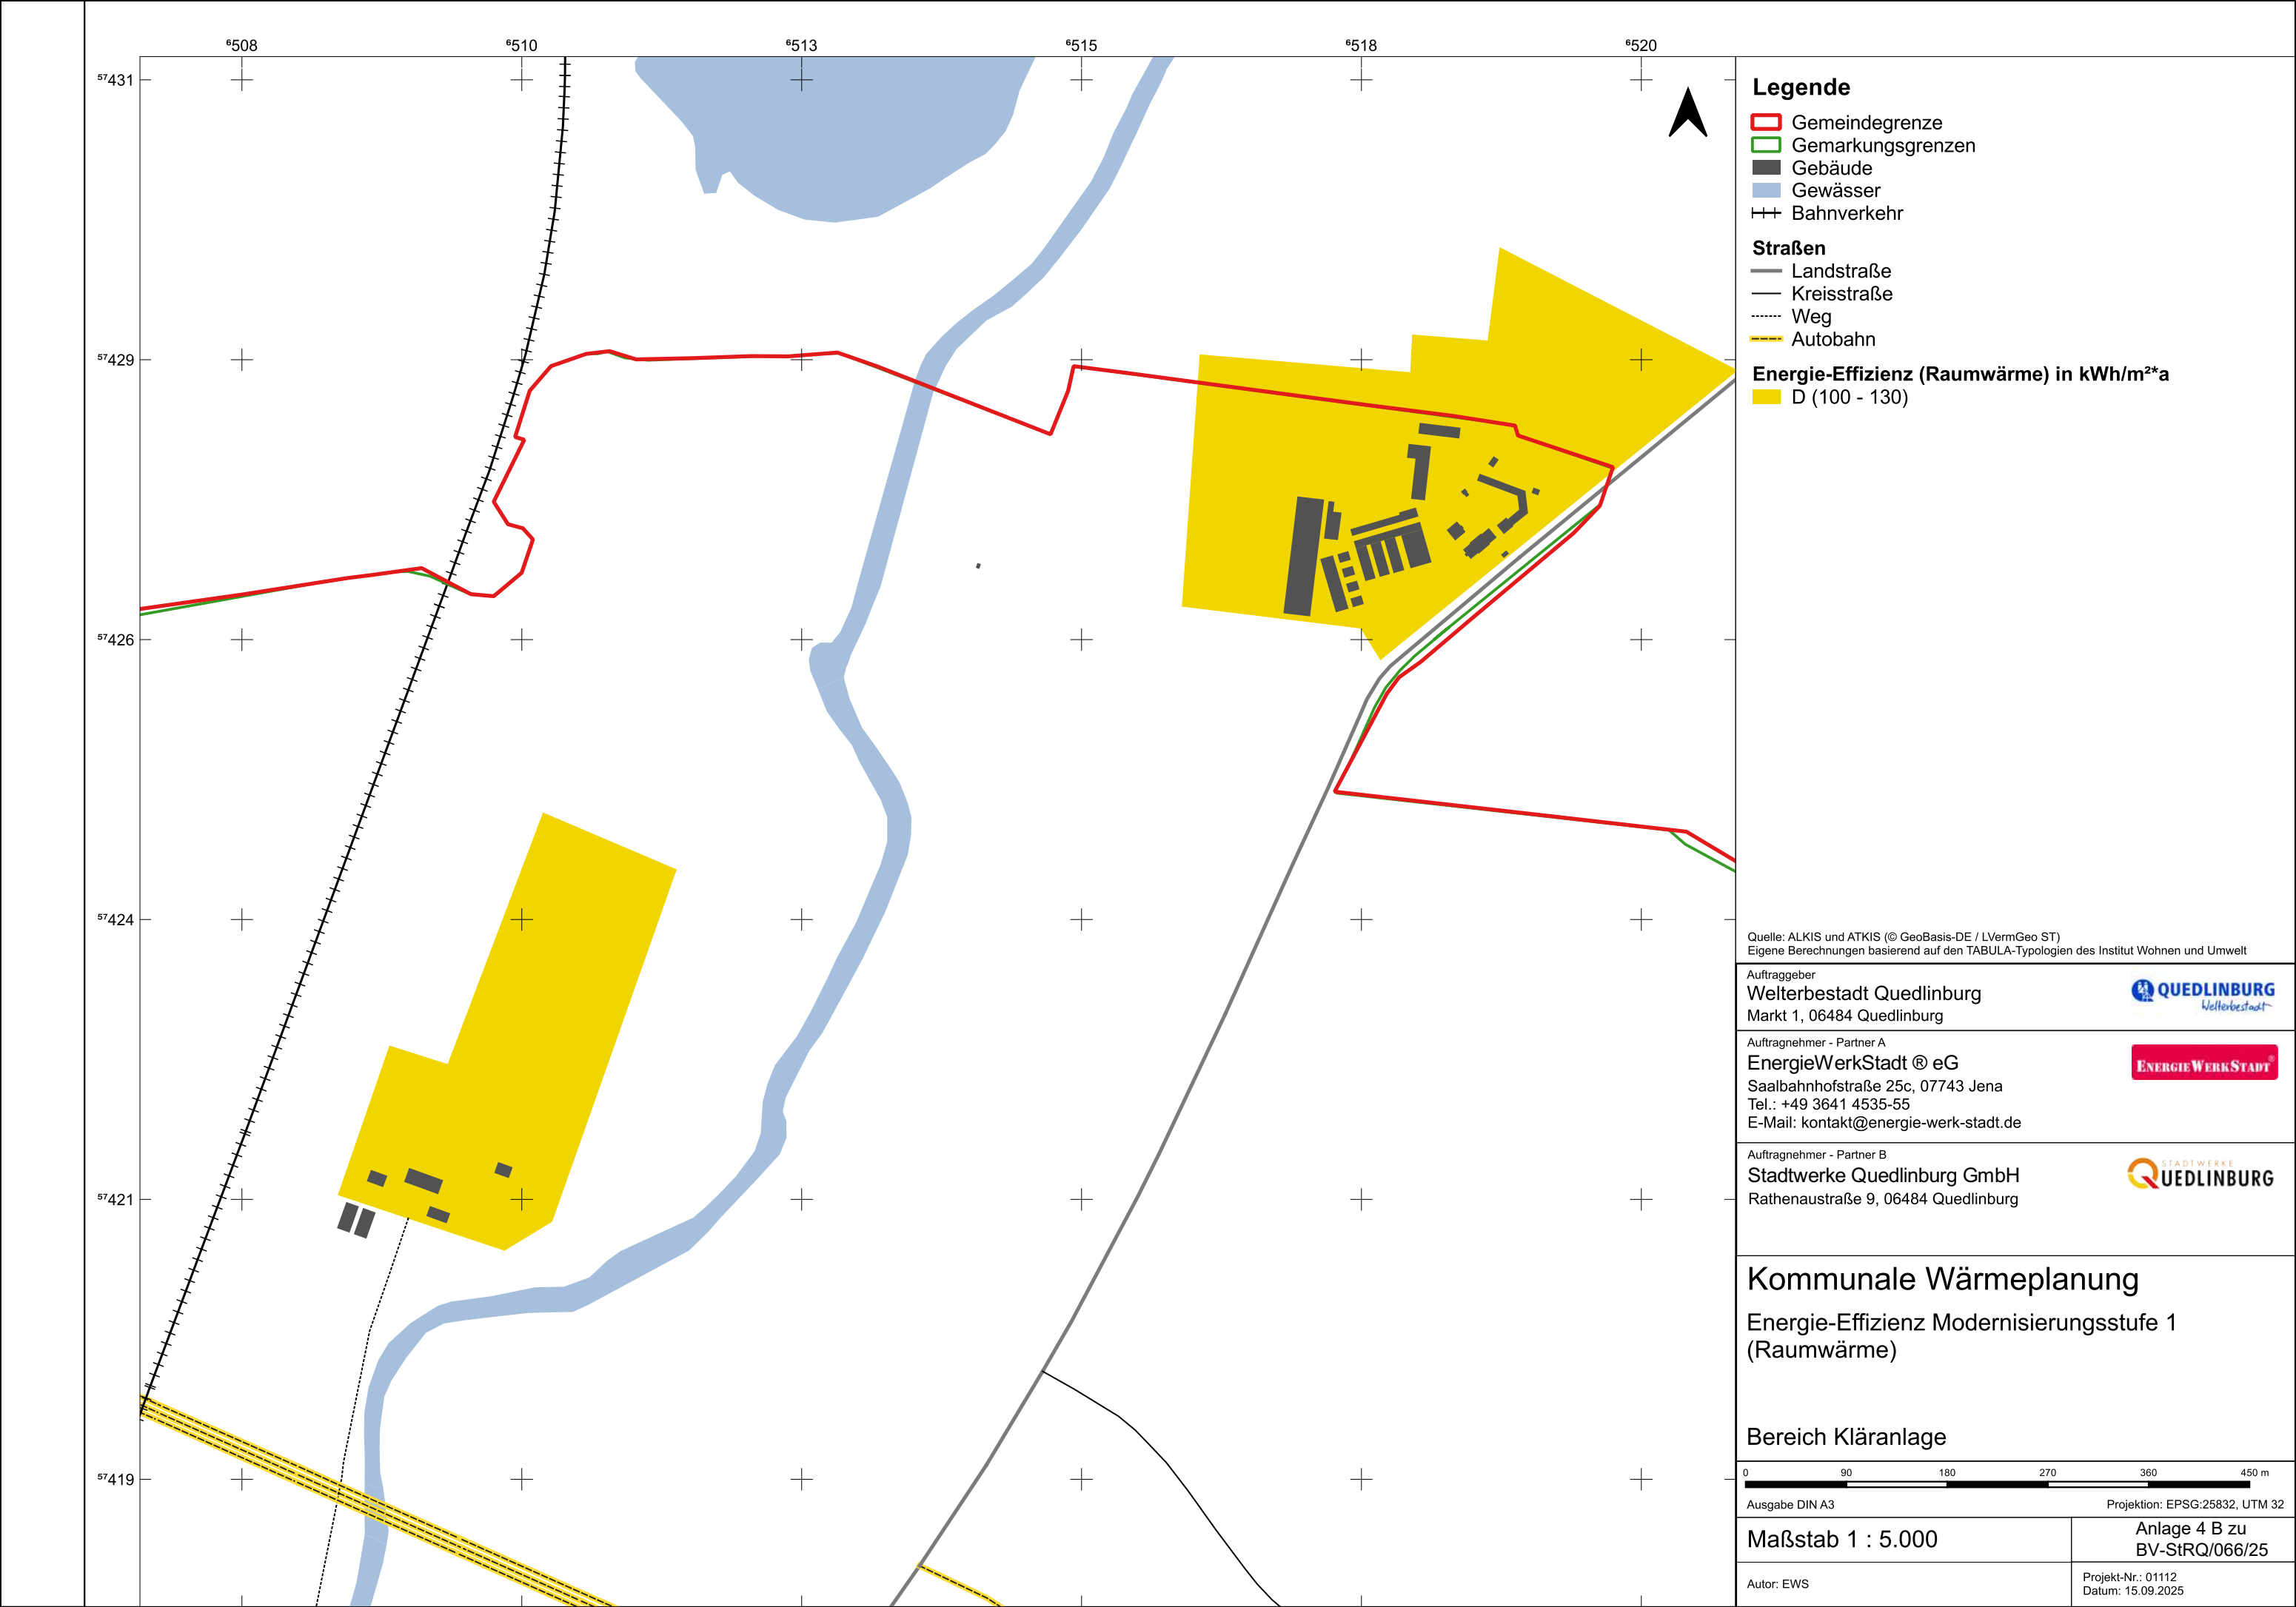 ⁶508 ⁶510 ⁶513 ⁶515 ⁶518 ⁶520
⁵⁷431
⁵⁷429
⁵⁷426
⁵⁷424
⁵⁷421
⁵⁷419
Legende
Gemeindegrenze
Gemarkungsgrenzen
Gebäude
Gewässer
Bahnverkehr
Straßen
Landstraße
Kreisstraße
Weg
Autobahn
Energie-Effizienz (Raumwärme) in kWh/m²*a
D (100 - 130)
Quelle: ALKIS und ATKIS (© GeoBasis-DE / LVermGeo ST)
Eigene Berechnungen basierend auf den TABULA-Typologien des Institut Wohnen und Umwelt
Auftraggeber
Welterbestadt Quedlinburg
Markt 1, 06484 Quedlinburg
QUEDLINBURG
Welterbestadt
Auftragnehmer - Partner A
EnergieWerkStadt ® eG
Saalbahnhofstraße 25c, 07743 Jena
Tel.: +49 3641 4535-55
E-Mail: kontakt@energie-werk-stadt.de
ENERGIEWERKSTADT®
Auftragnehmer - Partner B
Stadtwerke Quedlinburg GmbH
Rathenaustraße 9, 06484 Quedlinburg
STADTWERKE
QUEDLINBURG
Kommunale Wärmeplanung
Energie-Effizienz Modernisierungsstufe 1
(Raumwärme)
Bereich Kläranlage
0 90 180 270 360 450 m
Ausgabe DIN A3 Projektion: EPSG:25832, UTM 32
Maßstab 1 : 5.000
Anlage 4 B zu
BV-StRQ/066/25
Autor: EWS
Projekt-Nr.: 01112
Datum: 15.09.2025